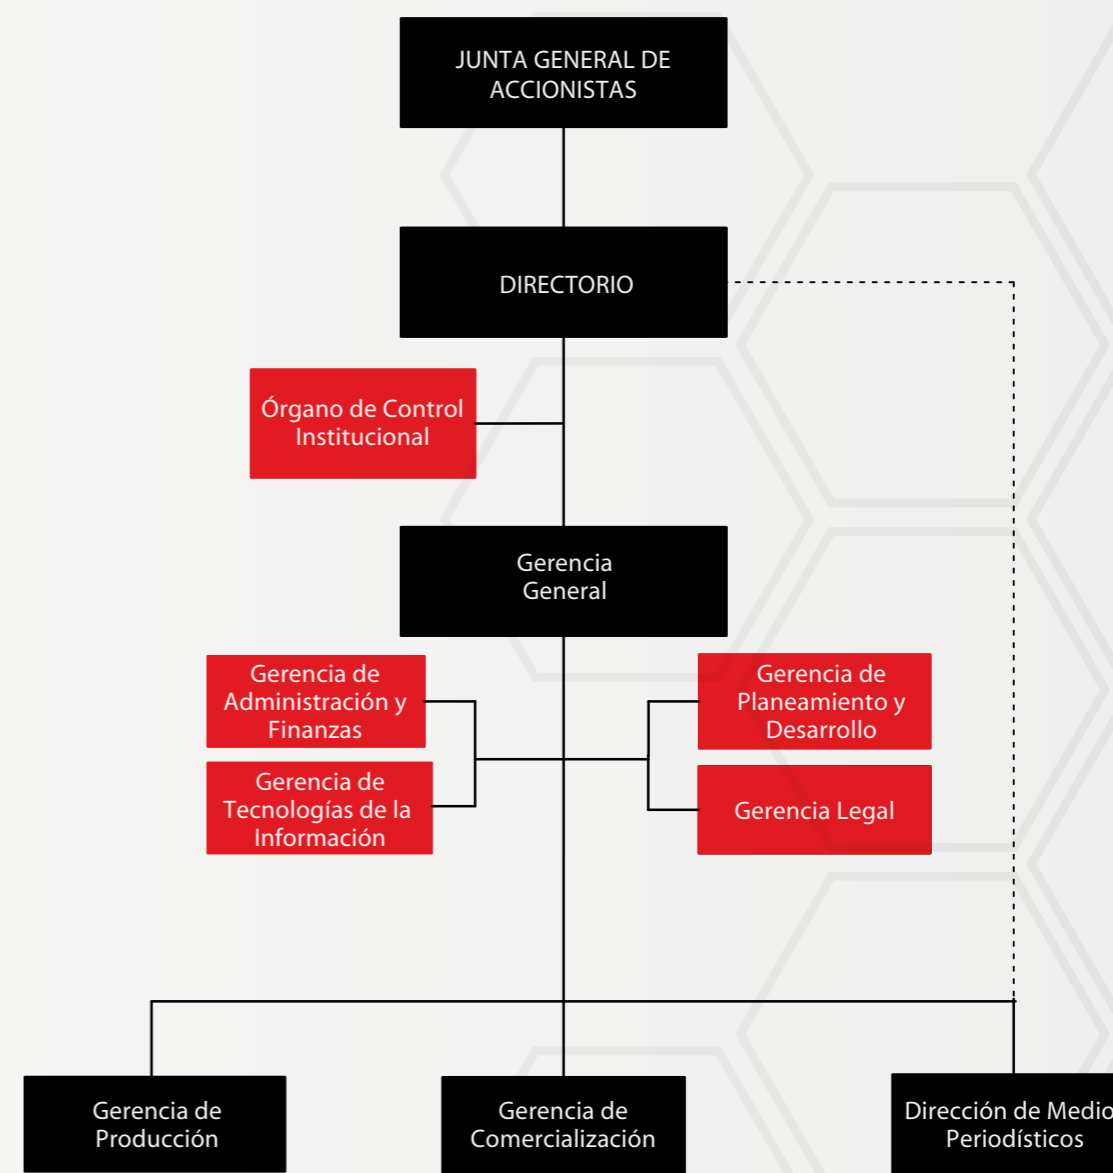 JUNTA GENERAL DE
ACCIONISTAS
DIRECTORIO
Órgano de Control
Institucional
Gerencia
General
Gerencia de
Administración y
Finanzas
Gerencia de
Planeamiento y
Desarrollo
Gerencia de
Tecnologías de la
Información
Gerencia Legal
Gerencia de
Producción
Gerencia de
Comercialización
Dirección de Medio
Periodísticos